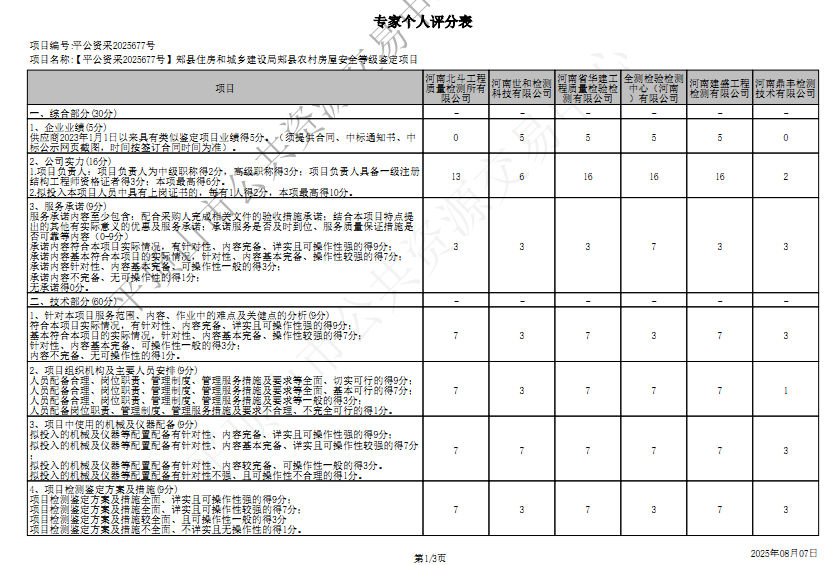 专家个人评分表
项目编号:平公资采2025677号
项目名称:【平公资采2025677号】郏县住房和城乡建设局郏县农村房屋安全等级鉴定项目
项目 河南北斗工程质量检测所有限公司 河南世和检测科技有限公司 河南省华建工程质量检验检测有限公司 全测检验检测中心（河南）有限公司 河南建盛工程检测有限公司 河南鼎丰检测技术有限公司
一、综合部分(30分) - - - - - -
1、企业业绩(5分)
供应商2023年1月1日以来具有类似鉴定项目业绩得5分。（须提供合同、中标通知书、中
标公示网页截图，时间按签订合同时间为准）。
0 5 5 5 5 0
2、公司实力(16分)
1.项目负责人：项目负责人为中级职称得2分，高级职称得3分；项目负责人具备一级注册
结构工程师资格证者得3分；本项最高得6分。
2.拟投入本项目人员中具有上岗证书的，每有1人得2分，本项最高得10分。
13 6 16 16 16 2
3、服务承诺(9分)
服务承诺内容至少包含：配合采购人完成相关文件的验收措施承诺；结合本项目特点提
出的其他有实际意义的优惠及服务承诺；承诺服务是否及时到位、服务质量保证措施是
否可靠等内容（0-9分）
承诺内容符合本项目实际情况，有针对性、内容完备、详实且可操作性强的得9分；
承诺内容基本符合本项目的实际情况，针对性、内容基本完备、操作性较强的得7分；
承诺内容针对性、内容基本完备、可操作性一般的得3分；
承诺内容不完备、无可操作性的得1分；
无承诺得0分。
3 3 3 7 3 3
二、技术部分(60分) - - - - - -
1、针对本项目服务范围、内容、作业中的难点及关键点的分析(9分)
符合本项目实际情况，有针对性、内容完备、详实且可操作性强的得9分；
基本符合本项目的实际情况，针对性、内容基本完备、操作性较强的得7分；
针对性、内容基本完备、可操作性一般的得3分；
内容不完备、无可操作性的得1分。
7 3 7 3 7 3
2、项目组织机构及主要人员安排(9分)
人员配备合理、岗位职责、管理制度、管理服务措施及要求等全面、切实可行的得9分；
人员配备合理、岗位职责、管理制度、管理服务措施及要求等全面、基本可行的得7分；
人员配备合理、岗位职责、管理制度、管理服务措施及要求等一般的得3分；
人员配备岗位职责、管理制度、管理服务措施及要求不合理、不完全可行的得1分。
7 3 7 7 7 1
3、项目中使用的机械及仪器配备(9分)
拟投入的机械及仪器等配置配备有针对性、内容完备、详实且可操作性强的得9分；
拟投入的机械及仪器等配置配备有针对性、内容基本完备、详实且可操作性较强的得7分
；
拟投入的机械及仪器等配置配备有针对性、内容较完备、可操作性一般的得3分。
拟投入的机械及仪器等配置配备有针对性不强、且可操作性不合理的得1分。
7 7 7 7 7 3
4、项目检测鉴定方案及措施(9分)
项目检测鉴定方案及措施全面、详实且可操作性强的得9分；
项目检测鉴定方案及措施全面、详实且可操作性较强的得7分；
项目检测鉴定方案及措施较全面、且可操作性一般的得3分
项目检测鉴定方案及措施不全面、不详实且无操作性的得1分。
7 3 7 3 7 3
第1/3页
2025年08月07日